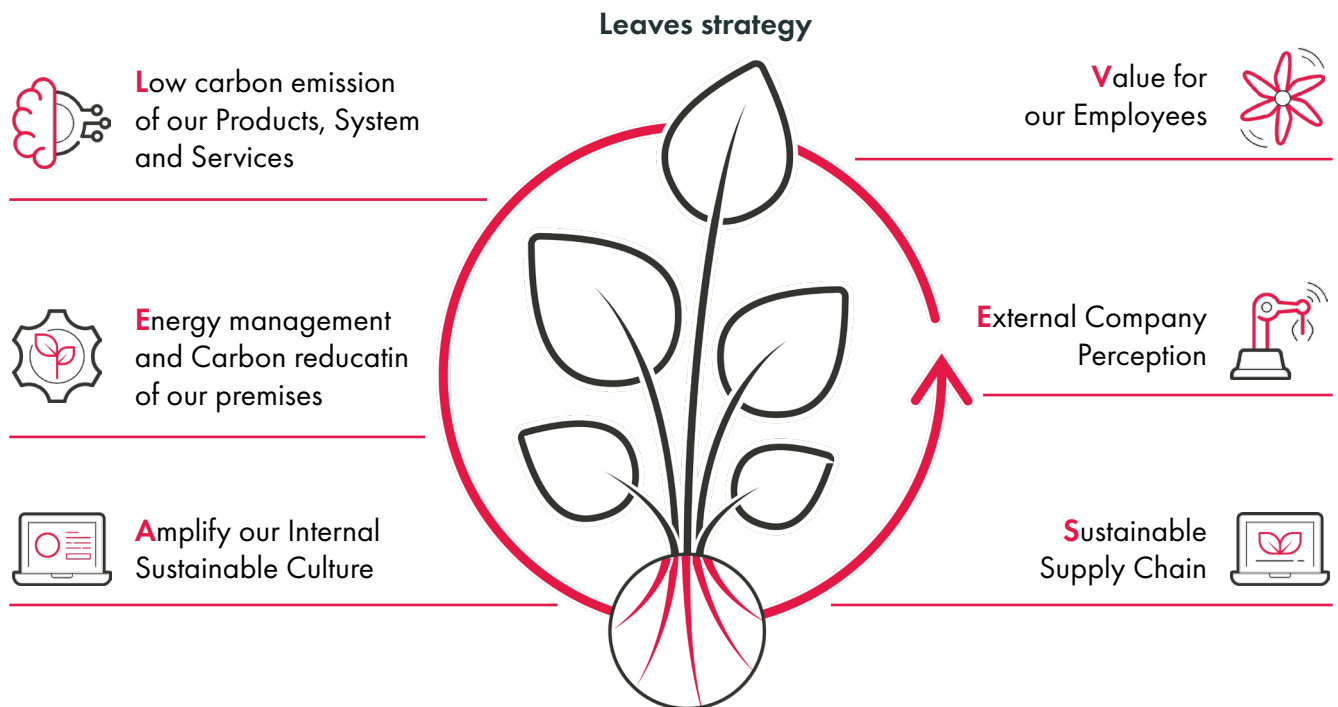 Leaves strategy
Low carbon emission
of our Products, System
and Services
Energy management
and Carbon reducatin
of our premises
Amplify our Internal
Sustainable Culture
Value for
our Employees
External Company
Perception
Sustainable
Supply Chain